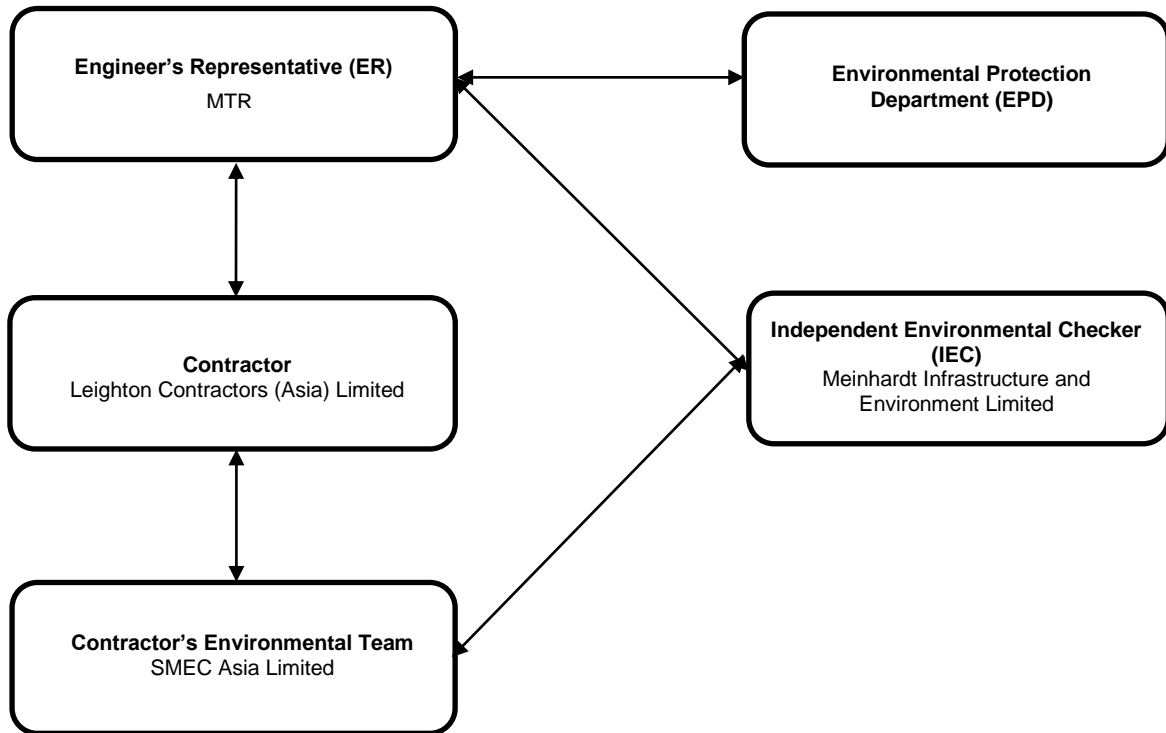 Engineer’s Representative (ER)
MTR
Environmental Protection
Department (EPD)
Contractor
Leighton Contractors (Asia) Limited
Independent Environmental Checker
(IEC)
Meinhardt Infrastructure and
Environment Limited
Contractor’s Environmental Team
SMEC Asia Limited